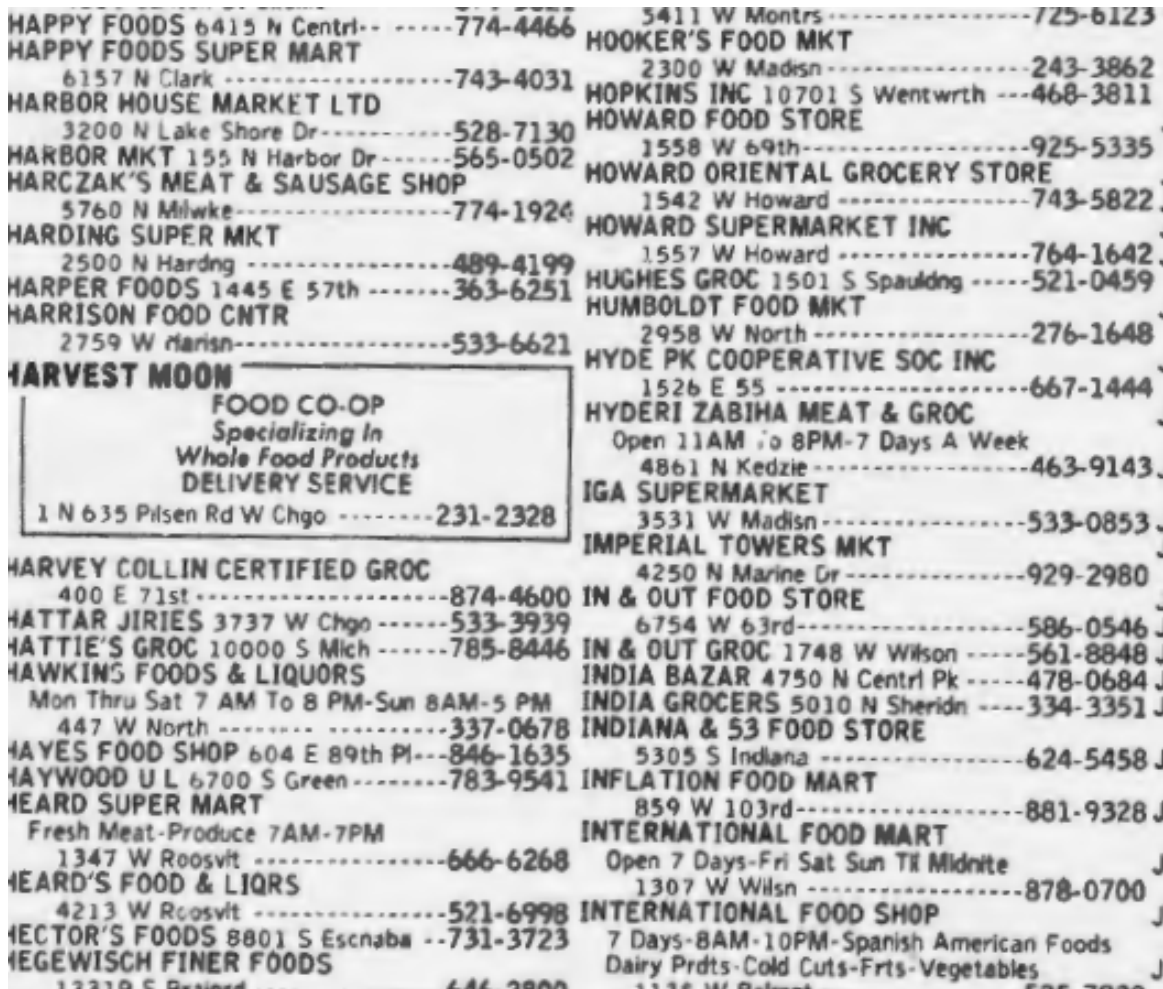 HAPPY FOODS 6415 N Centrl-- -----774-4466
HAPPY FOODS SUPER MART
6157 N Clark ------------------743-4031
HARBOR HOUSE MARKET LTD
3200 N Lake Shore Dr-----------528-7130
HARBOR MKT 155 N Harbor Dr------565-0502
HARCZAK'S MEAT & SAUSAGE SHOP
5760 N Milwke------------------774-1924
HARDING SUPER MKT
2500 N Hardng -----------------489-4199
HARPER FOODS 1445 E 57th -------363-6251
HARRISON FOOD CNTR
2759 W Harisn------------------533-6621
HARVEST MOON
FOOD CO-OP
Specializing In
Whole Food Products
DELIVERY SERVICE
1 N 635 Pilsen Rd W Chgo --------231-2328
HARVEY COLLIN CERTIFIED GROC
400 E 71st ---------------------874-4600
HATTAR JIRIES 3737 W Chgo ------533-3939
HATTIE'S GROC 10000 S Mich ------785-8446
HAWKINS FOODS & LIQUORS
Mon Thru Sat 7 AM To 8 PM-Sun 8AM-5 PM
447 W North -------- -----------337-0678
HAYES FOOD SHOP 604 E 89th Pl---846-1635
HAYWOOD U L 6700 S Green--------783-9541
HEARD SUPER MART
Fresh Meat-Produce 7AM-7PM
1347 W Roosvlt ----------------666-6268
HEARD'S FOOD & LIQRS
4213 W Roosvlt ----------------521-6998
HECTOR'S FOODS 8801 S Escnaba --731-3723
HEGEWISCH FINER FOODS
646-2800
5411 W Montrs------------------725-6123
HOOKER'S FOOD MKT
2300 W Madisn-----------------243-3862
HOPKINS INC 10701 S Wentwrth ---468-3811
HOWARD FOOD STORE
1558 W 69th-------------------925-5335
HOWARD ORIENTAL GROCERY STORE
1542 W Howard ----------------743-5822
HOWARD SUPERMARKET INC
1557 W Howard ----------------764-1642
HUGHES GROC 1501 S Spauldng -----521-0459
HUMBOLDT FOOD MKT
2958 W North ------------------276-1648
HYDE PK COOPERATIVE SOC INC
1526 E 55 ---------------------667-1444
HYDERI ZABIHA MEAT & GROC
Open 11AM To 8PM-7 Days A Week
4861 N Kedzie------------------463-9143
IGA SUPERMARKET
3531 W Madisn-----------------533-0853
IMPERIAL TOWERS MKT
4250 N Marine Dr---------------929-2980
IN & OUT FOOD STORE
6754 W 63rd-------------------586-0546
IN & OUT GROC 1748 W Wilson -----561-8848
INDIA BAZAR 4750 N Centrl Pk -----478-0684
INDIA GROCERS 5010 N Sheridn ----334-3351
INDIANA & 53 FOOD STORE
5305 S Indiana -----------------624-5458
INFLATION FOOD MART
859 W 103rd-------------------881-9328
INTERNATIONAL FOOD MART
Open 7 Days-Fri Sat Sun Til Midnite
1307 W Wilsn ------------------878-0700
INTERNATIONAL FOOD SHOP
7 Days-8AM-10PM-Spanish American Foods
Dairy Prdts-Cold Cuts-Frts-Vegetables